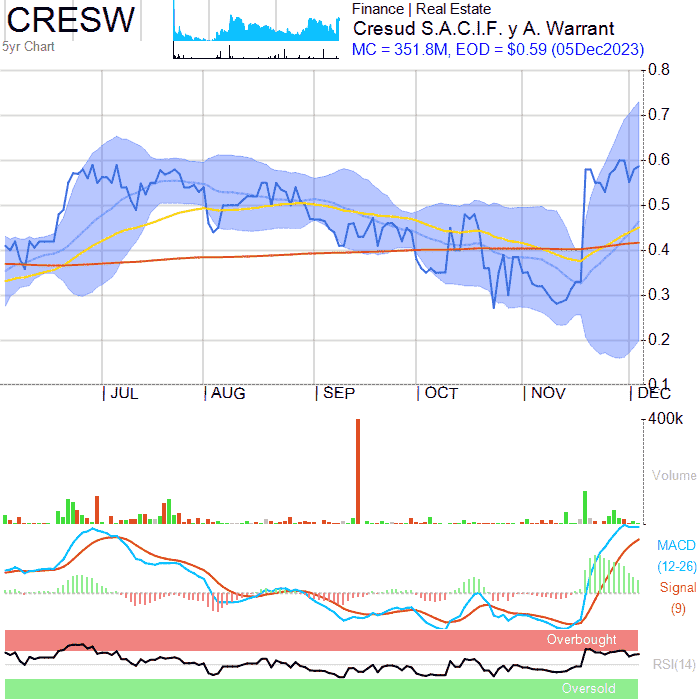 CRESW
5yr Chart
Finance | Real Estate
Cresud S.A.C.I.F. y A. Warrant
MC = 351.8M, EOD = $0.59 (05Dec2023)
0.8
0.7
0.6
0.5
0.4
0.3
0.2
0.1
JUL AUG SEP OCT NOV DEC
400k
Volume
MACD
(12-26)
Signal
(9)
Overbought
RSI(14)
Oversold